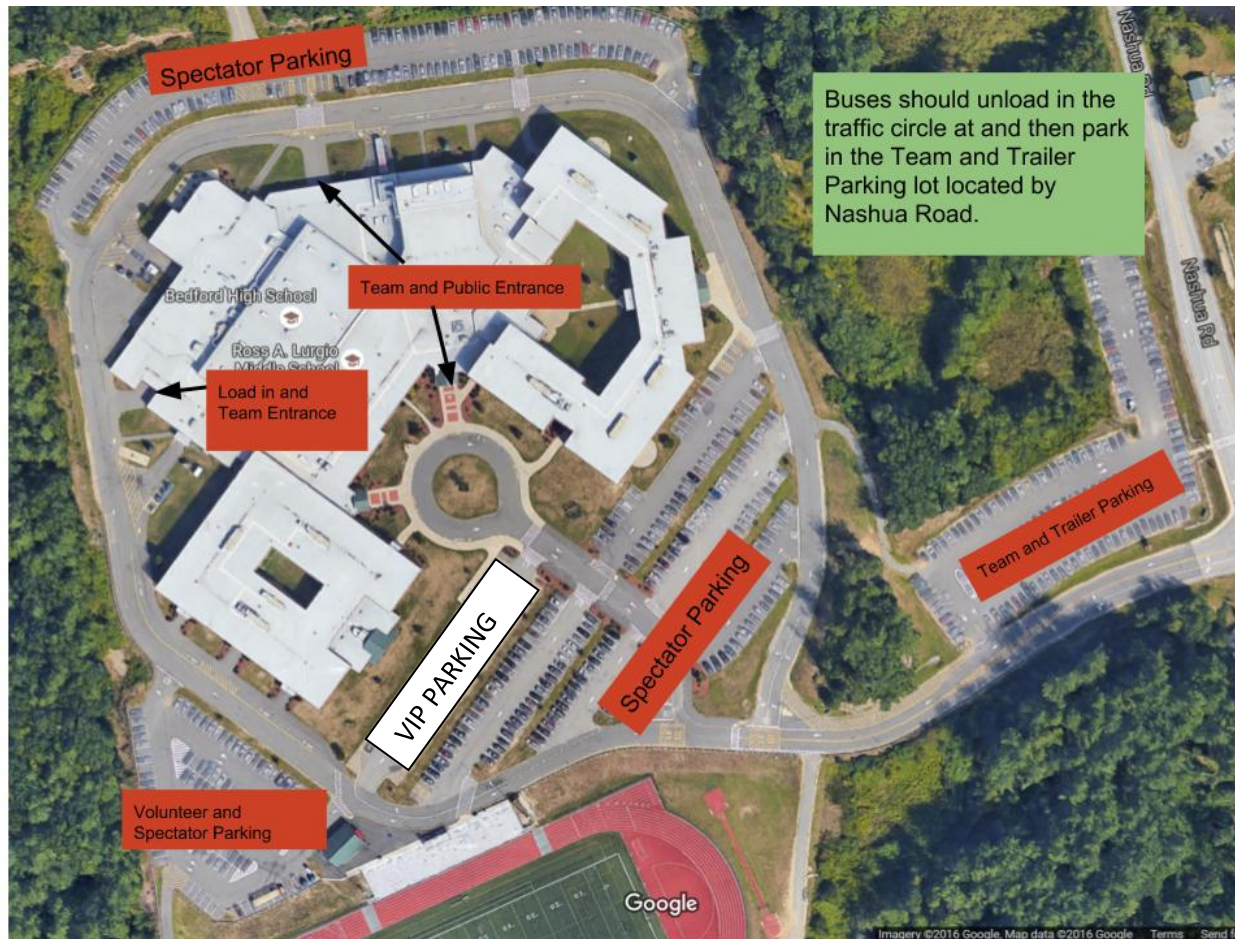 Spectator Parking
Nashua Rd
Buses should unload in the
traffic circle at and then park
in the Team and Trailer
Parking lot located by
Nashua Road.
Team and Public Entrance
Bedford High School
Nashua Rd
Ross A. Lurgio
Middle School
Load in and
Team Entrance
Team and Trailer Parking
Spectator Parking
VIP PARKING
Volunteer and
Spectator Parking
Google
Imagery ©2016 Google, Map data ©2016 Google Terms Send